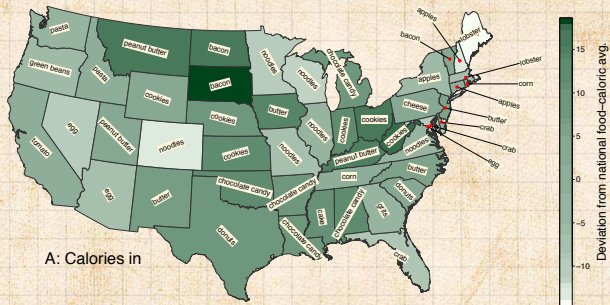 apples
bacon
lobster
pasta
peanut butter
bacon
noodles
noodles
chocolate candy
green beans
pasta
cookies
bacon
apples
lobster
corn
apples
butter
crab
crab
egg
cheese
tomato
egg
peanut butter
noodles
cookies
butter
noodles
cookies
cookies
cookies
noodles
cookies
noodles
peanut butter
egg
butter
chocolate candy
chocolate candy
corn
butter
donuts
donuts
chocolate candy
cake
chocolate candy
grits
crab
A: Calories in
15
10
5
0
−5
−10
Deviation from national food−caloric avg.